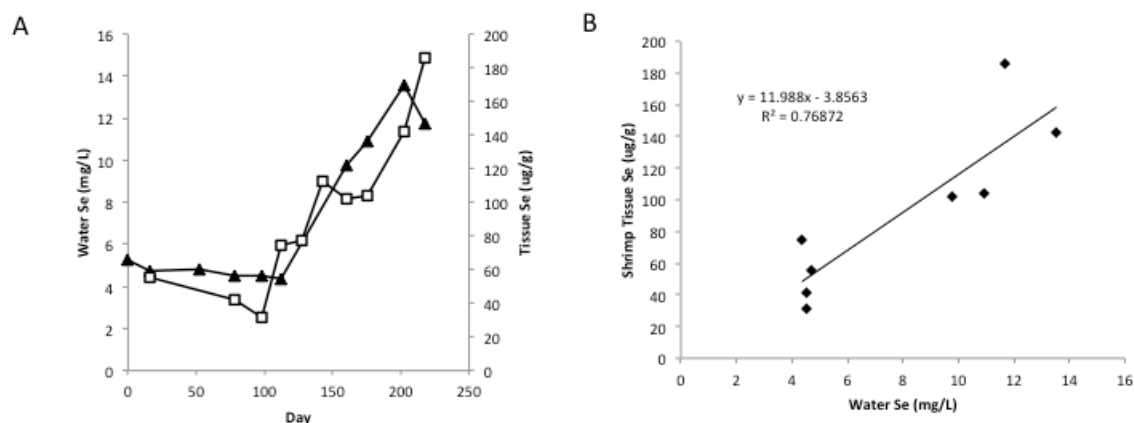 A
Water Se (mg/L)
16
14
12
10
8
6
4
2
0
200
180
160
140
120
100
80
60
40
20
0
Tissue Se (ug/g)
0 50 100 150 200 250
Day
B
Shrimp Tissue Se (ug/g)
200
180
160
140
120
100
80
60
40
20
0
y = 11.988x - 3.8563
R² = 0.76872
0 2 4 6 8 10 12 14 16
Water Se (mg/L)